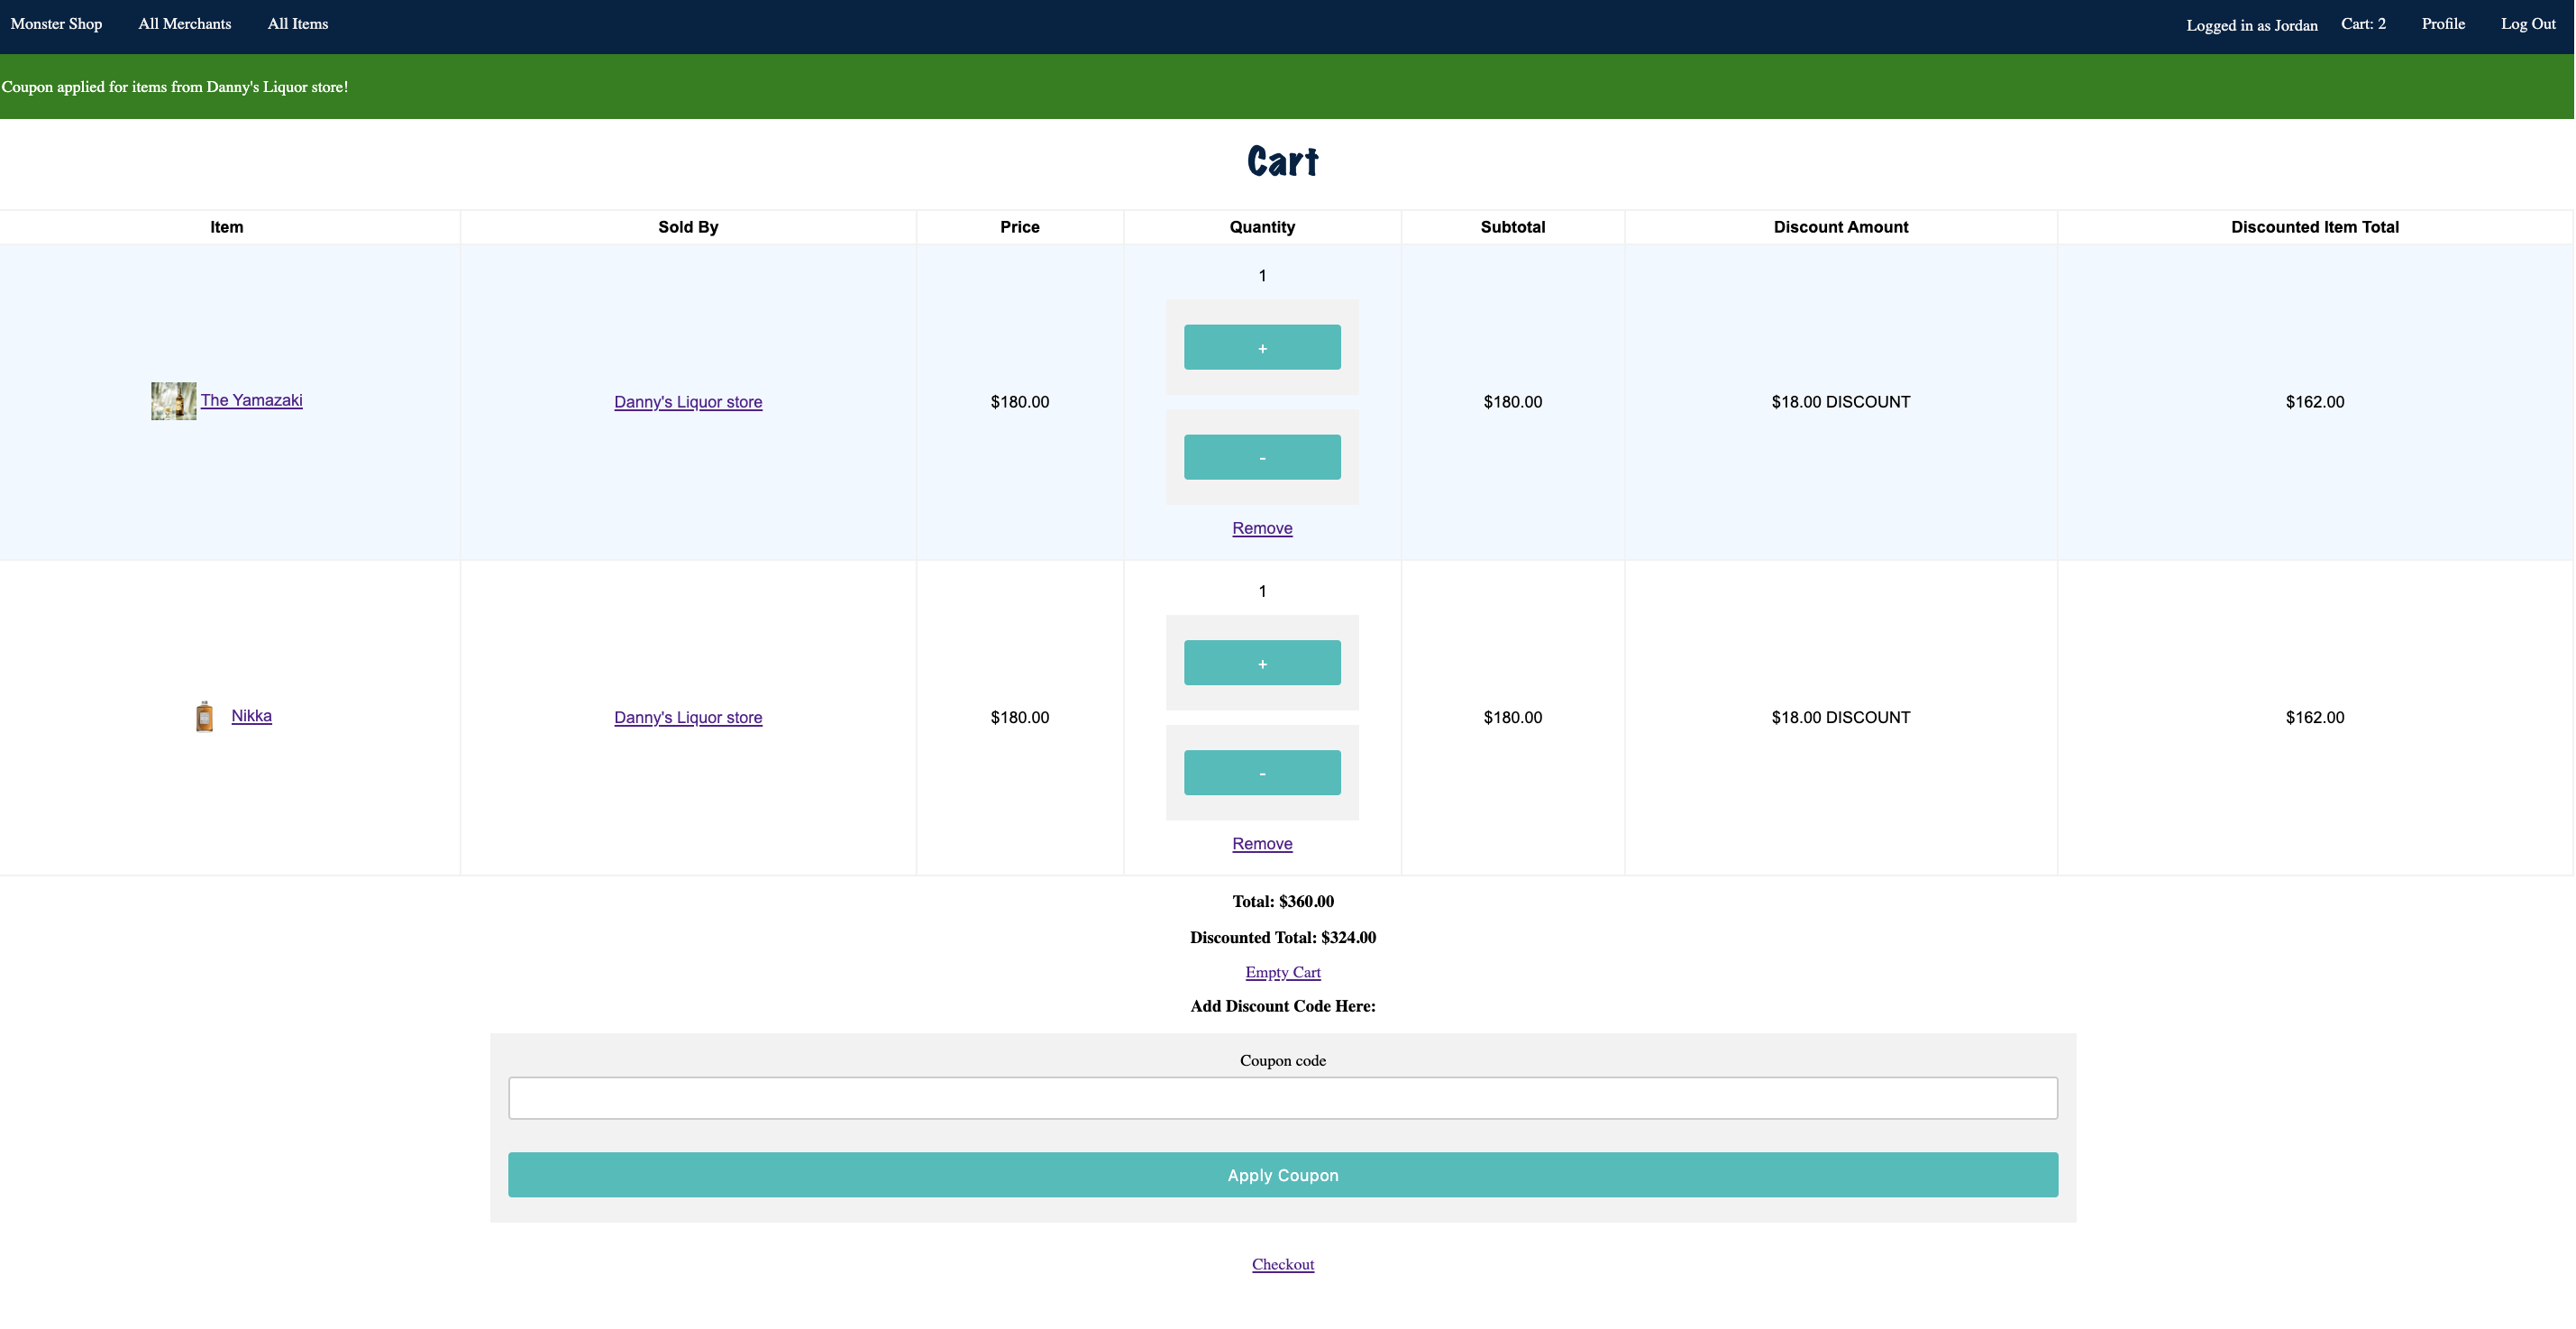 Monster Shop All Merchants All Items Logged in as Jordan Cart: 2 Profile Log Out
Coupon applied for items from Danny's Liquor store!
Cart
Item Sold By Price Quantity Subtotal Discount Amount Discounted Item Total
1
+
The Yamazaki Danny's Liquor store $180.00 $180.00 $18.00 DISCOUNT $162.00
-
Remove
1
+
Nikka Danny's Liquor store $180.00 $180.00 $18.00 DISCOUNT $162.00
-
Remove
Total: $360.00
Discounted Total: $324.00
Empty Cart
Add Discount Code Here:
Coupon code
Apply Coupon
Checkout